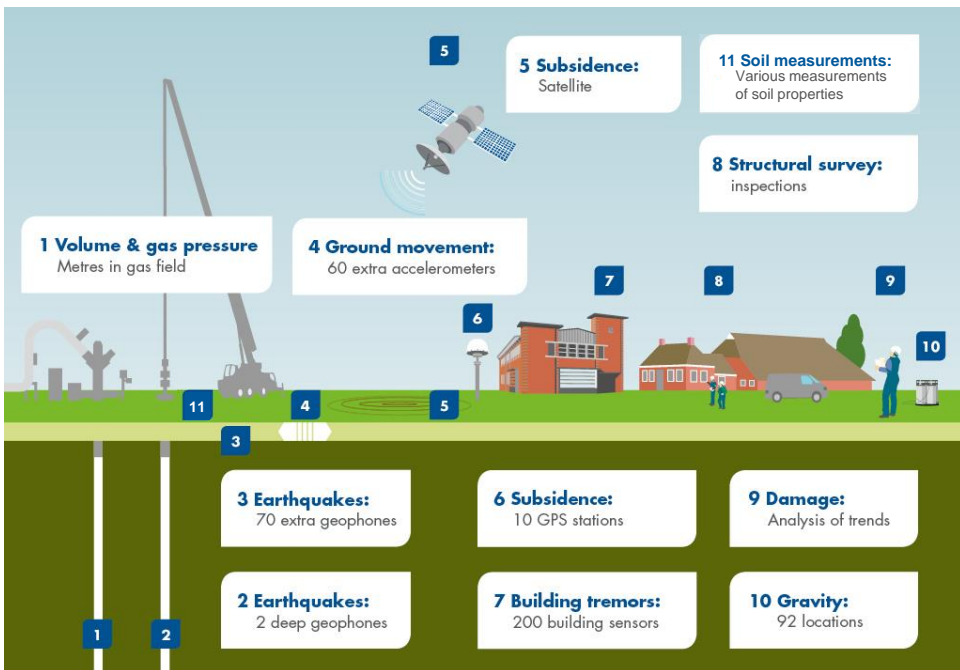 5
5 Subsidence:
Satellite
11 Soil measurements:
Various measurements
of soil properties
8 Structural survey:
inspections
1 Volume & gas pressure
Metres in gas field
4 Ground movement:
60 extra accelerometers
7
8
9
6
10
11
4
5
3
3 Earthquakes:
70 extra geophones
6 Subsidence:
10 GPS stations
9 Damage:
Analysis of trends
2 Earthquakes:
2 deep geophones
7 Building tremors:
200 building sensors
10 Gravity:
92 locations
1
2